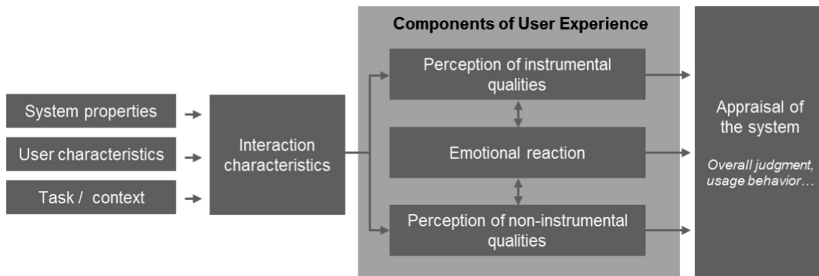 System properties
User characteristics
Task / context
Interaction
characteristics
Components of User Experience
Perception of instrumental
qualities
Emotional reaction
Perception of non-instrumental
qualities
Appraisal of
the system
Overall judgment,
usage behavior…